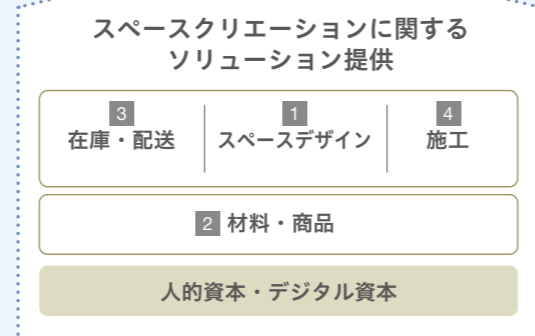 スペースクリエーションに関する
ソリューション提供
3 1 4
在庫・配送 スペースデザイン 施工
2 材料・商品
人的資本・デジタル資本